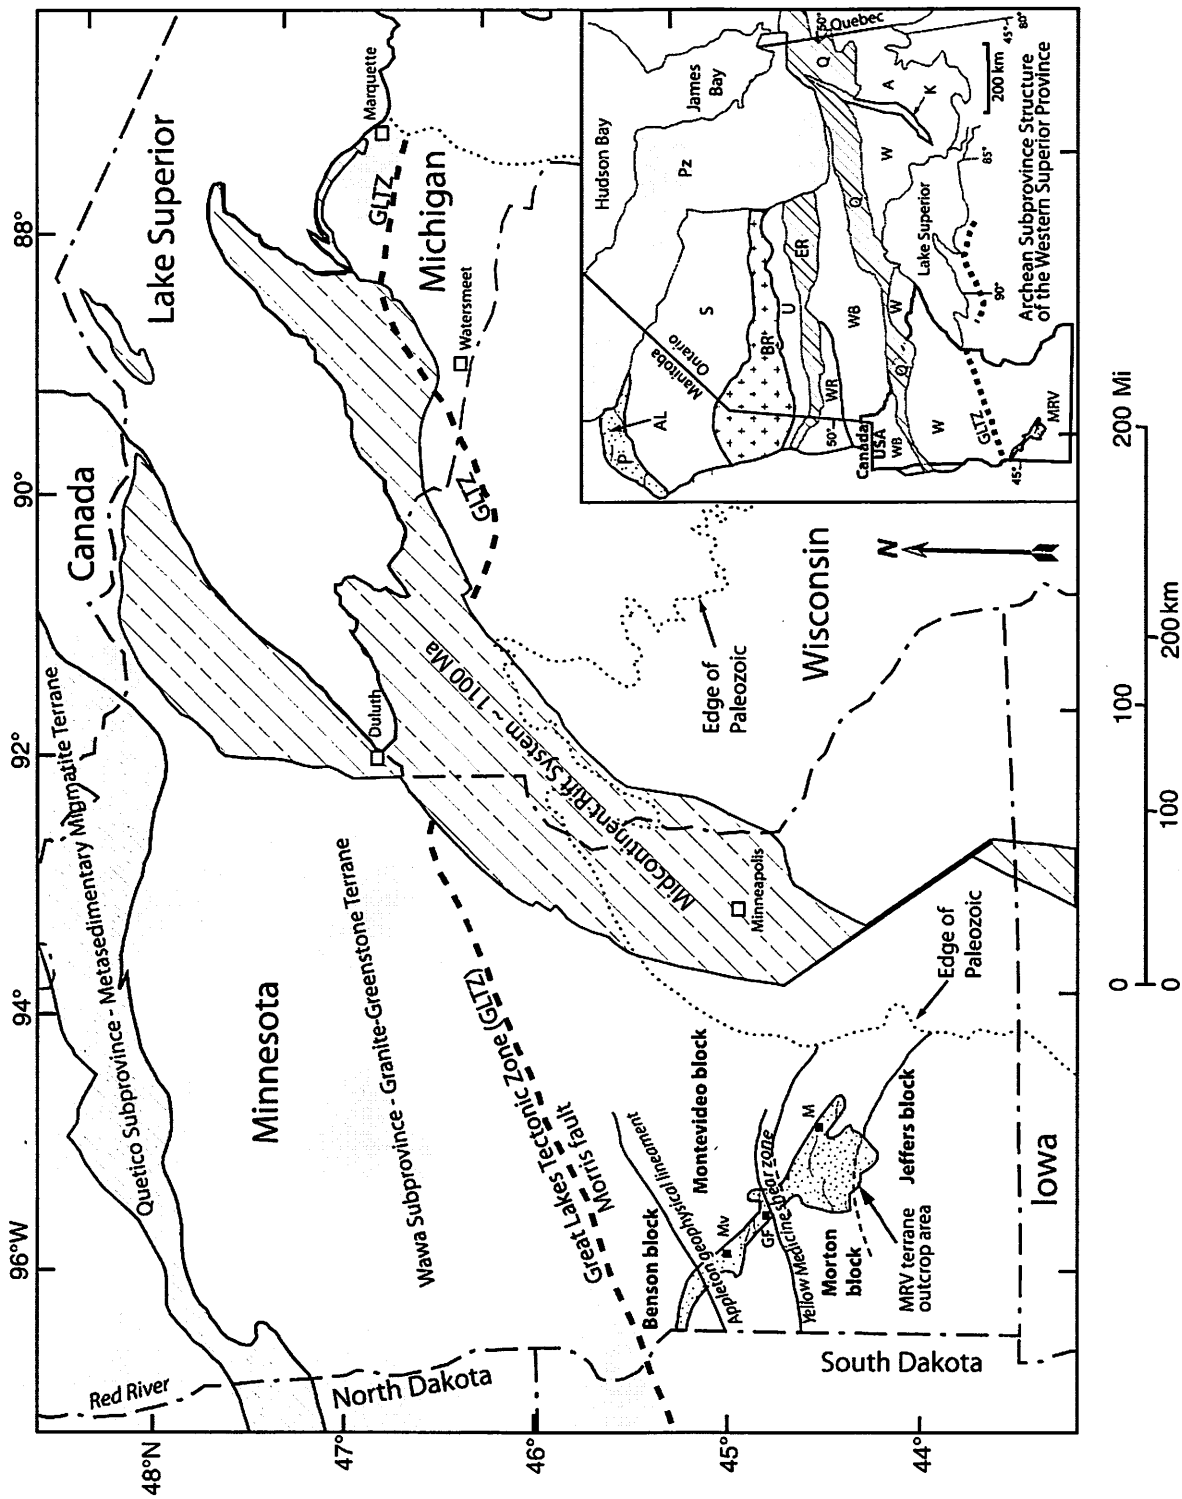 96°W
94°
92°
90°
88°
48°N
47°
46°
45°
44°
Canada
Lake Superior
Quetico Subprovince - Metasedimentary Migmatite Terrane
Red River
Minnesota
Wawa Subprovince - Granite-Greenstone Terrane
North Dakota
Duluth
Marquette
GLTZ
Michigan
Watersmeet
GLTZ
Great Lakes Tectonic Zone (GLTZ)
Morris fault
Midcontinent Rift System ~ 1100 Ma
Minneapolis
Edge of
Paleozoic
Wisconsin
N
Benson block
Appleton geophysical lineament
Montevideo block
Mv
GF
Yellow Medicine shear zone
M
Morton
block
Jeffers block
MRV terrane
outcrop area
South Dakota
Iowa
Edge of
Paleozoic
0
100
200 Mi
0
100
200 km
Hudson Bay
James
Bay
Quebec
Manitoba
Ontario
P
AL
S
Pz
BR
U
ER
WR
50°
50°
WB
Q
Q
Q
W
W
W
A
K
Canada
USA
WB
Lake Superior
GLTZ
MRV
45°
45°
90°
85°
80°
200 km
Archean Subprovince Structure
of the Western Superior Province